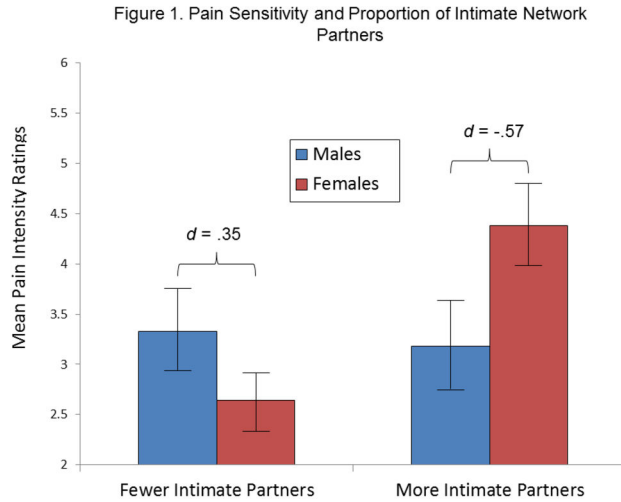 Figure 1. Pain Sensitivity and Proportion of Intimate Network
Partners
6
5.5
5
4.5
4
3.5
3
2.5
2
Mean Pain Intensity Ratings
d = .35
Males
Females
d = -.57
Fewer Intimate Partners
More Intimate Partners